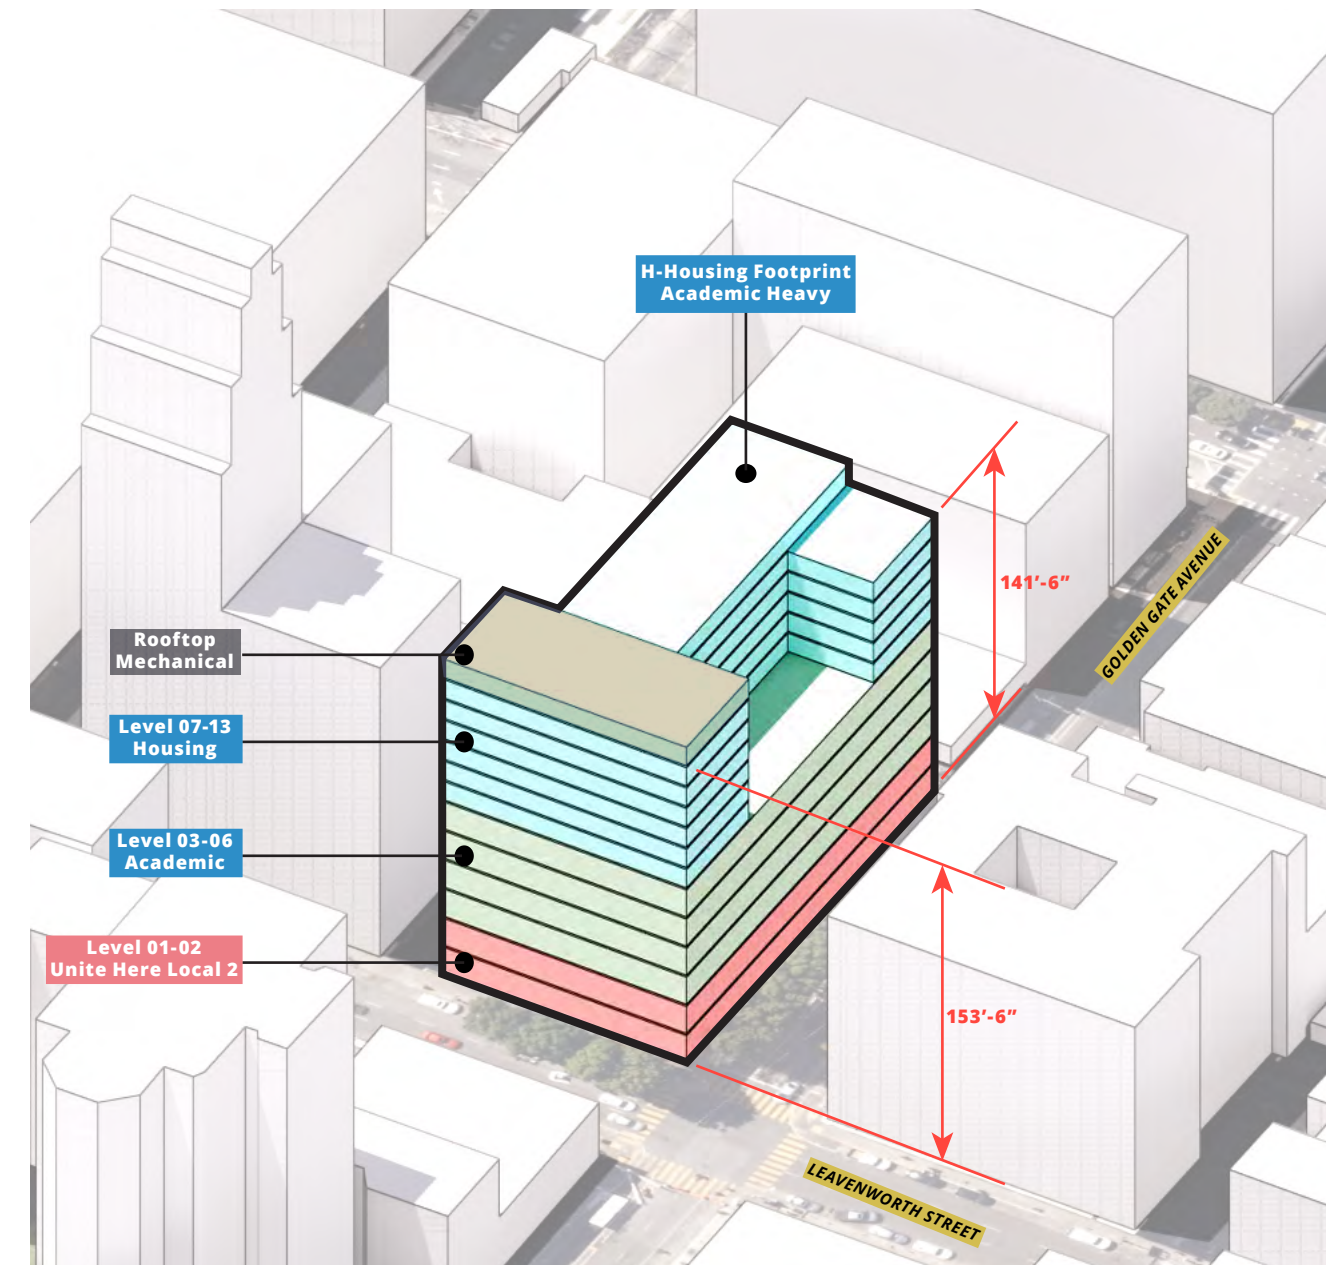 H-Housing Footprint
Academic Heavy
141’-6”
GOLDEN GATE AVENUE
Rooftop
Mechanical
Level 07-13
Housing
Level 03-06
Academic
Level 01-02
Unite Here Local 2
153’-6”
LEAVENWORTH STREET